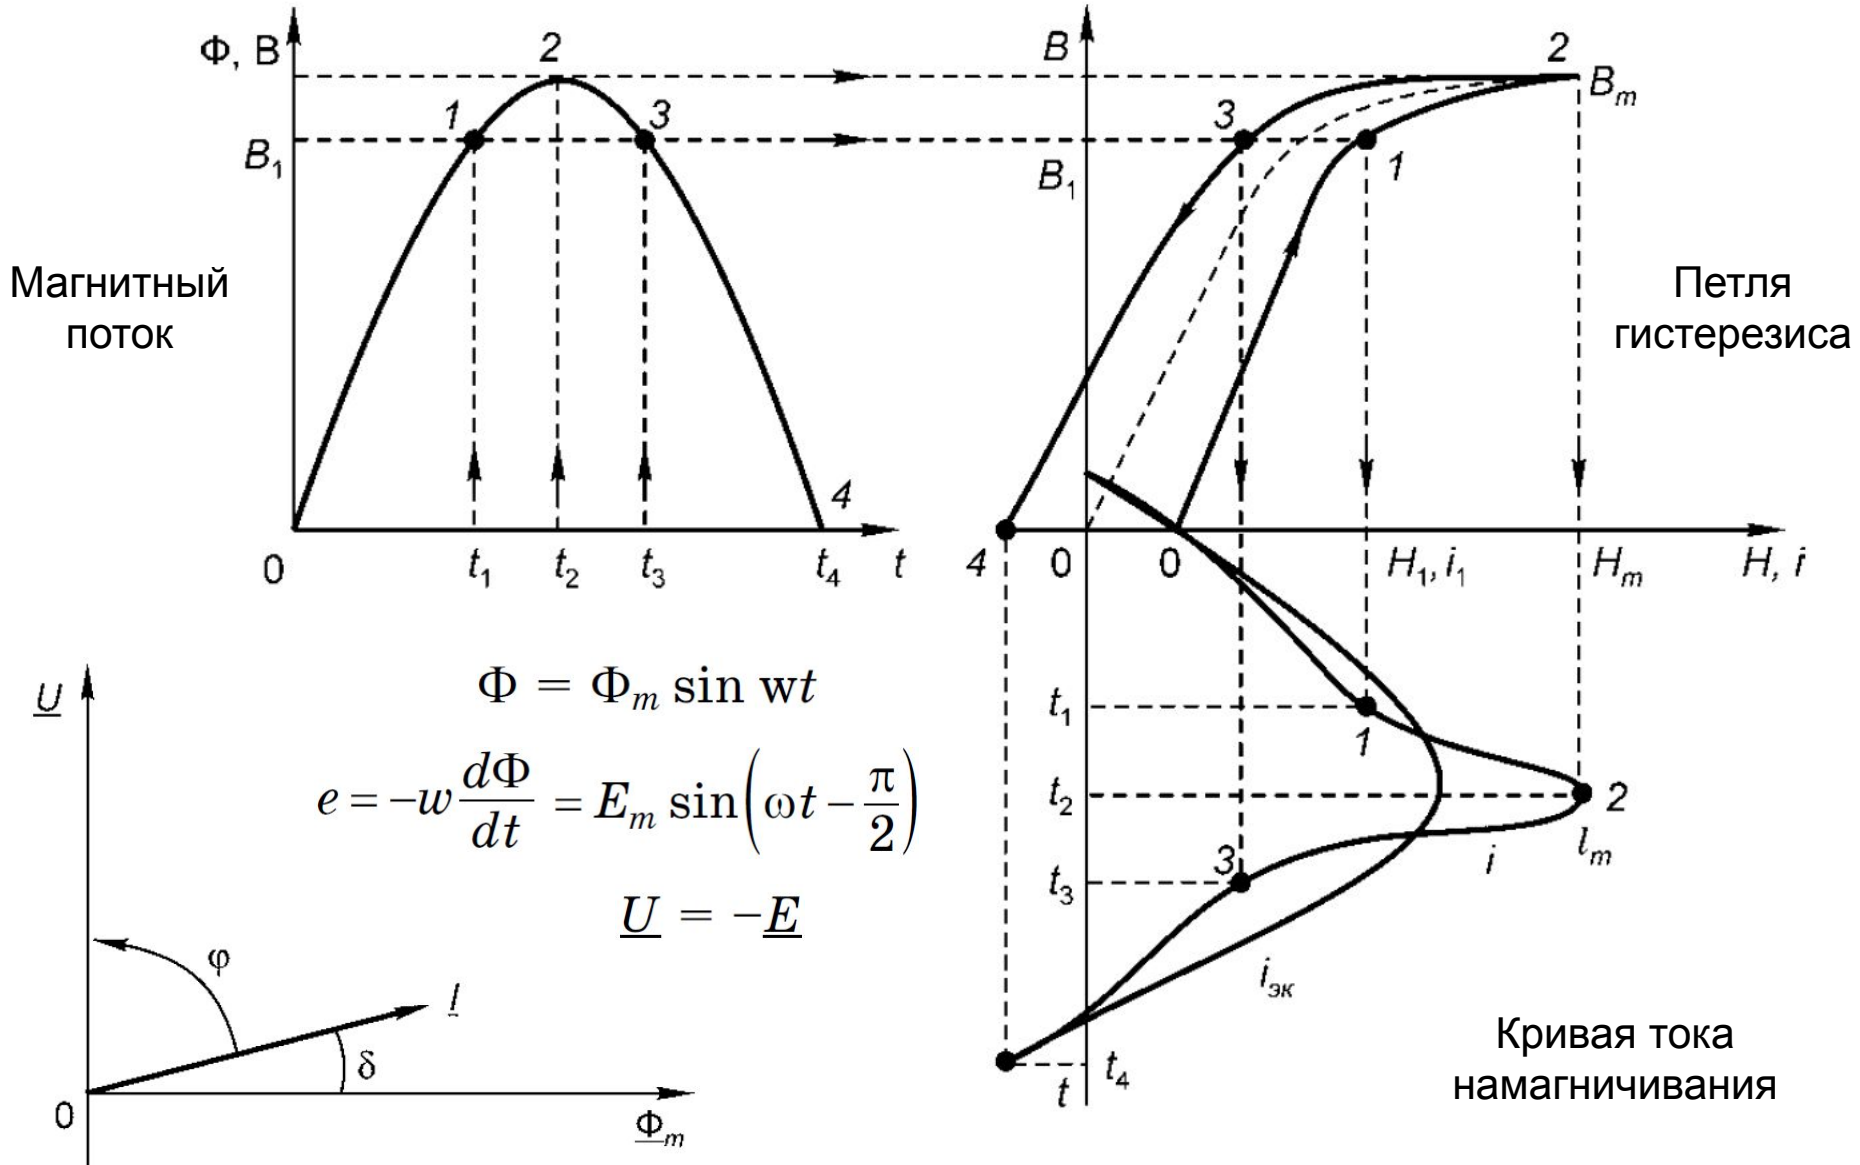 Φ, B
2
1
3
B₁
4
0
t₁
t₂
t₃
t₄
t
Магнитный
поток
B
2
Bₘ
3
B₁
1
4
0
0
H₁, i₁
Hₘ
H, i
Петля
гистерезиса
U
φ
I
δ
0
Φₘ
Φ = Φₘ sin wt
e = −w dΦ/dt = Eₘ sin(ωt − π/2)
U = −E
t₁
1
t₂
2
lₘ
i
3
t₃
iэк
t₄
t
Кривая тока
намагничивания